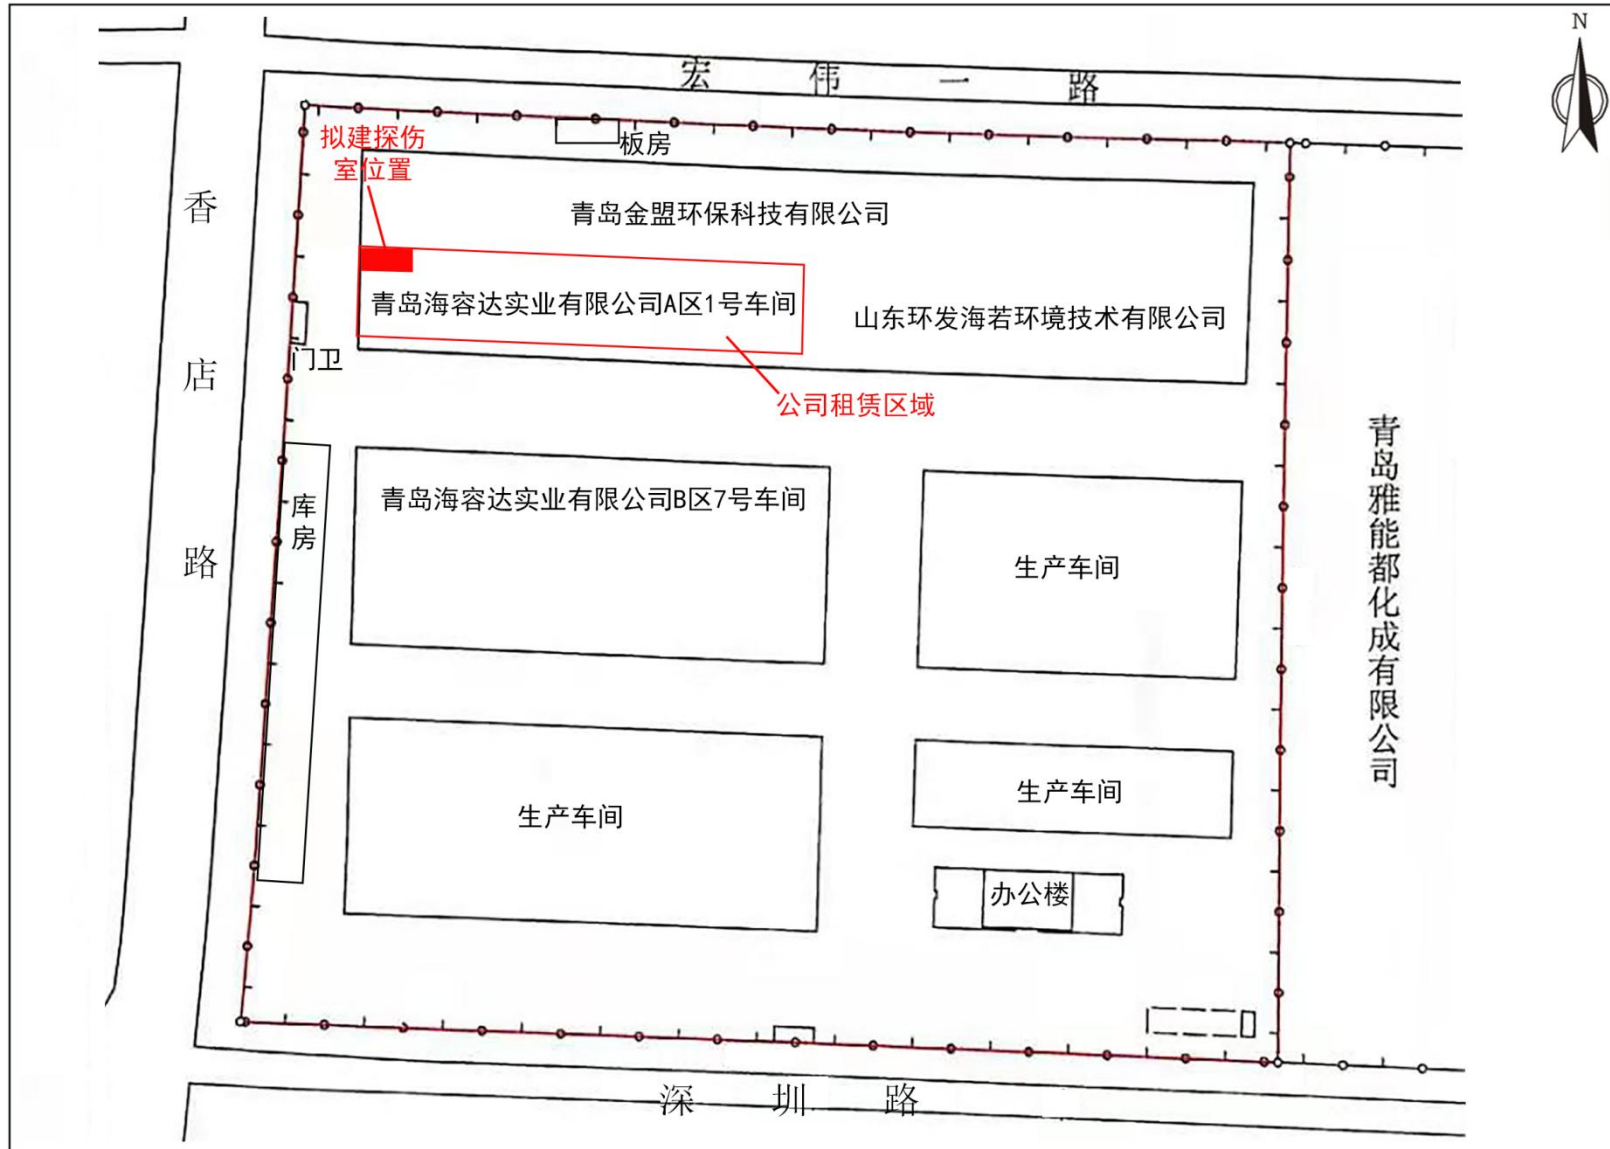 N
宏伟一路
拟建探伤
室位置
板房
香店路
青岛金盟环保科技有限公司
青岛海容达实业有限公司A区1号车间
山东环发海若环境技术有限公司
门卫
公司租赁区域
青岛雅能都化成有限公司
库房
青岛海容达实业有限公司B区7号车间
生产车间
生产车间
生产车间
办公楼
深圳路